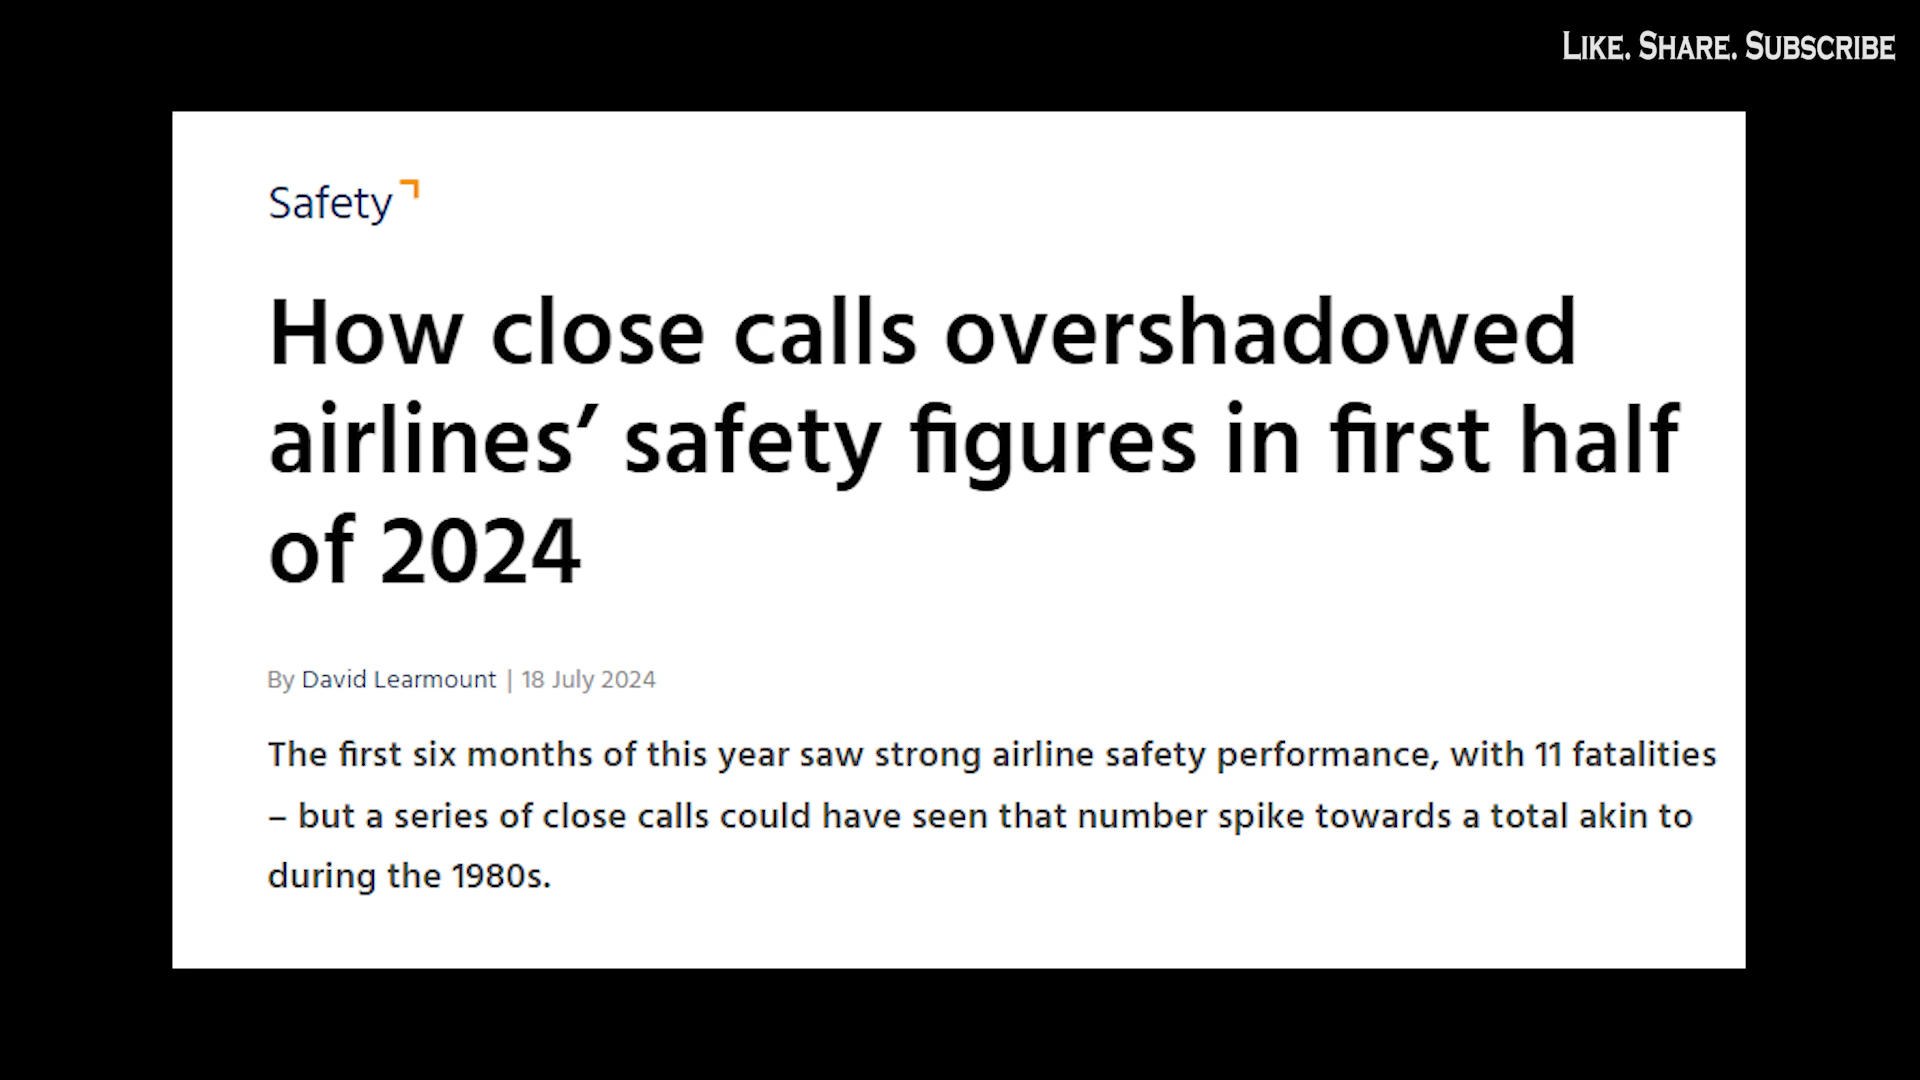 Like. Share. Subscribe
Safety
How close calls overshadowed
airlines’ safety figures in first half
of 2024
By David Learmount | 18 July 2024
The first six months of this year saw strong airline safety performance, with 11 fatalities
– but a series of close calls could have seen that number spike towards a total akin to
during the 1980s.